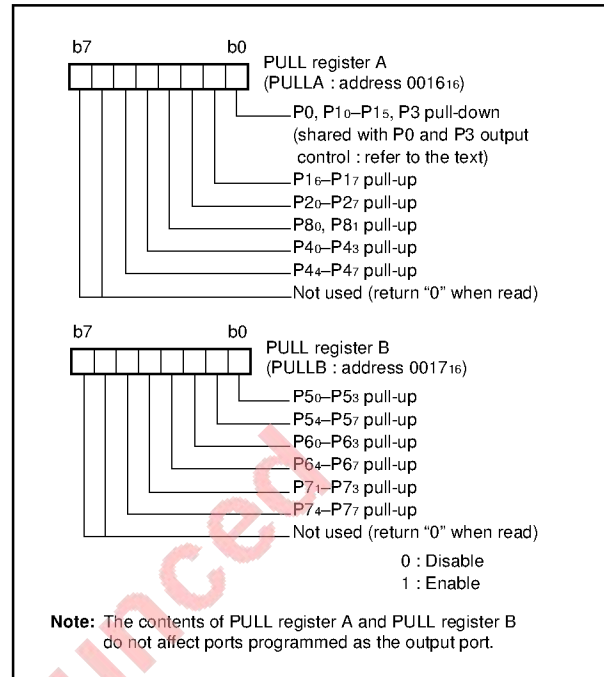 b7 b0
PULL register A
(PULLA : address 0016₁₆)
P0, P1₀–P1₅, P3 pull-down
(shared with P0 and P3 output
control : refer to the text)
P1₆–P1₇ pull-up
P2₀–P2₇ pull-up
P8₀, P8₁ pull-up
P4₀–P4₃ pull-up
P4₄–P4₇ pull-up
Not used (return “0” when read)
b7 b0
PULL register B
(PULLB : address 0017₁₆)
P5₀–P5₃ pull-up
P5₄–P5₇ pull-up
P6₀–P6₃ pull-up
P6₄–P6₇ pull-up
P7₁–P7₃ pull-up
P7₄–P7₇ pull-up
Not used (return “0” when read)
0 : Disable
1 : Enable
Note: The contents of PULL register A and PULL register B
do not affect ports programmed as the output port.
unced